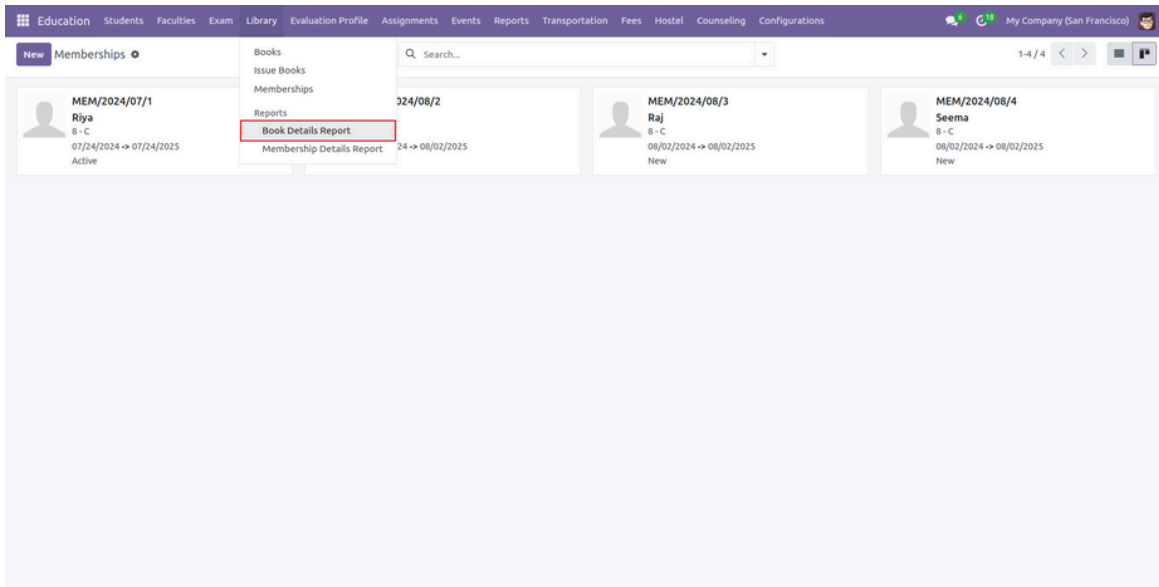 Education Students Faculties Exam Library Evaluation Profile Assignments Events Reports Transportation Fees Hostel Counseling Configurations 6 18 My Company (San Francisco)
New Memberships Search... 1-4 / 4
Books
Issue Books
Memberships
Reports
Book Details Report
Membership Details Report
MEM/2024/07/1
Riya
8 - C
07/24/2024 -> 07/24/2025
Active
024/08/2
24 -> 08/02/2025
MEM/2024/08/3
Raj
8 - C
08/02/2024 -> 08/02/2025
New
MEM/2024/08/4
Seema
8 - C
08/02/2024 -> 08/02/2025
New